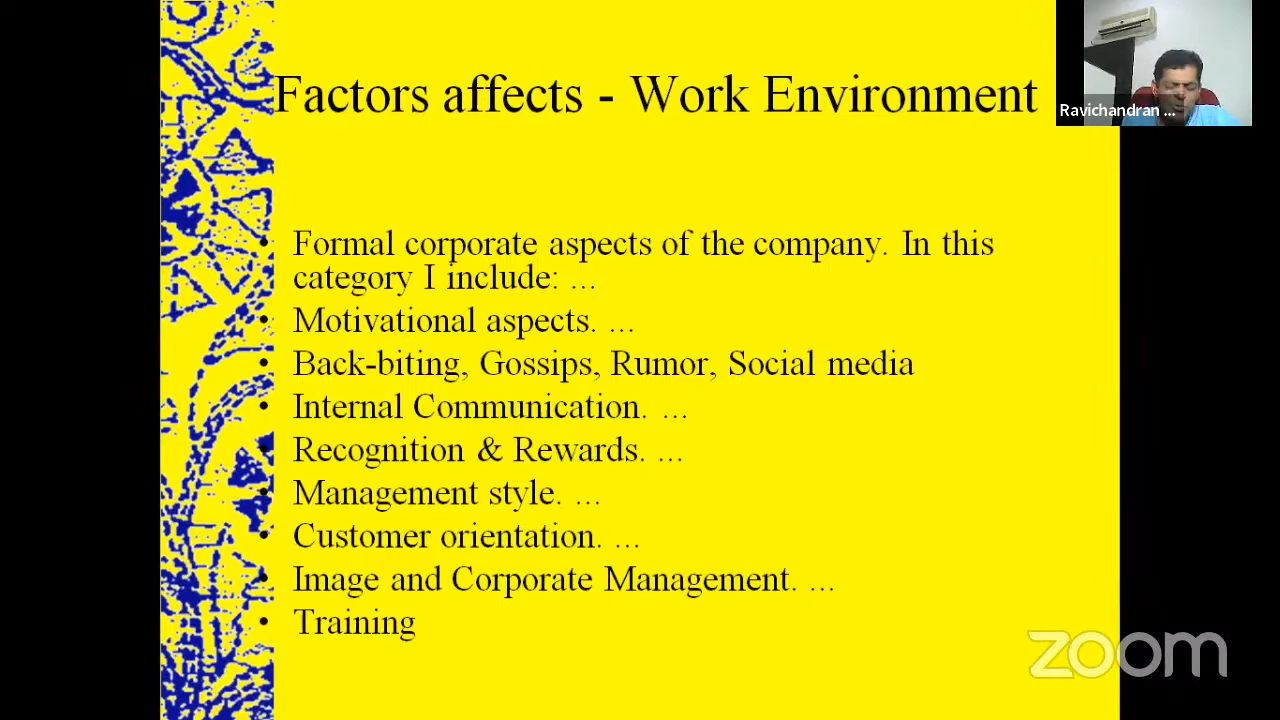 Factors affects - Work Environment
Ravichandran ...
• Formal corporate aspects of the company. In this
category I include: ...
• Motivational aspects. ...
• Back-biting, Gossips, Rumor, Social media
• Internal Communication. ...
• Recognition & Rewards. ...
• Management style. ...
• Customer orientation. ...
• Image and Corporate Management. ...
• Training
zoom